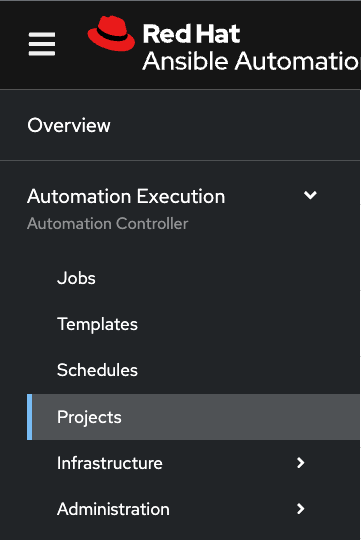 Red Hat
Ansible Automatio
Overview
Automation Execution
Automation Controller
Jobs
Templates
Schedules
Projects
Infrastructure
Administration